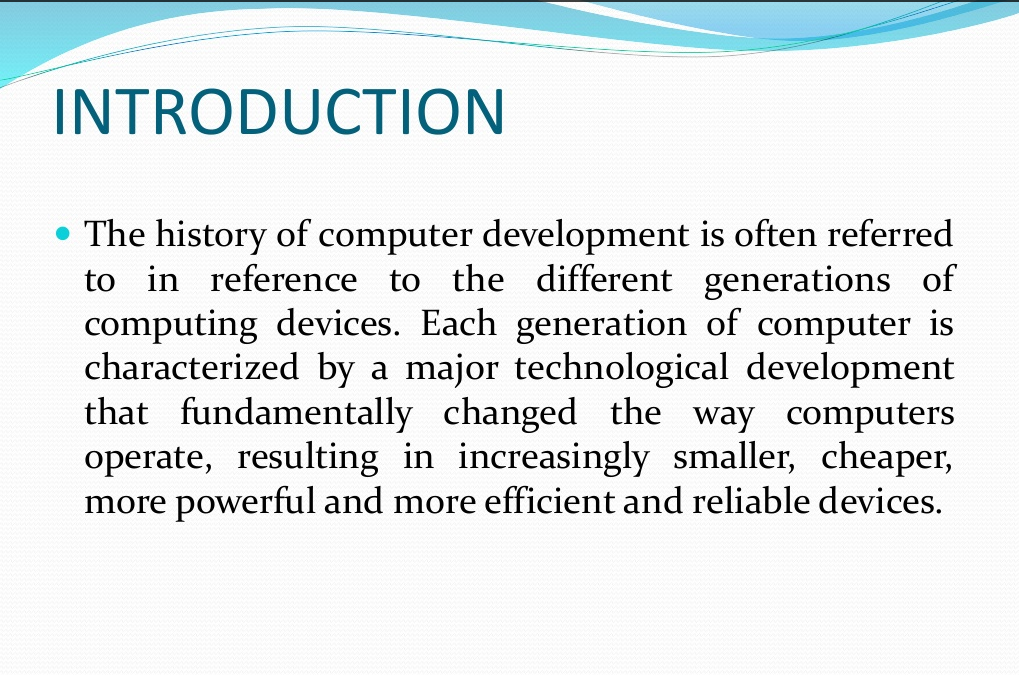 INTRODUCTION
The history of computer development is often referred
to in reference to the different generations of
computing devices. Each generation of computer is
characterized by a major technological development
that fundamentally changed the way computers
operate, resulting in increasingly smaller, cheaper,
more powerful and more efficient and reliable devices.